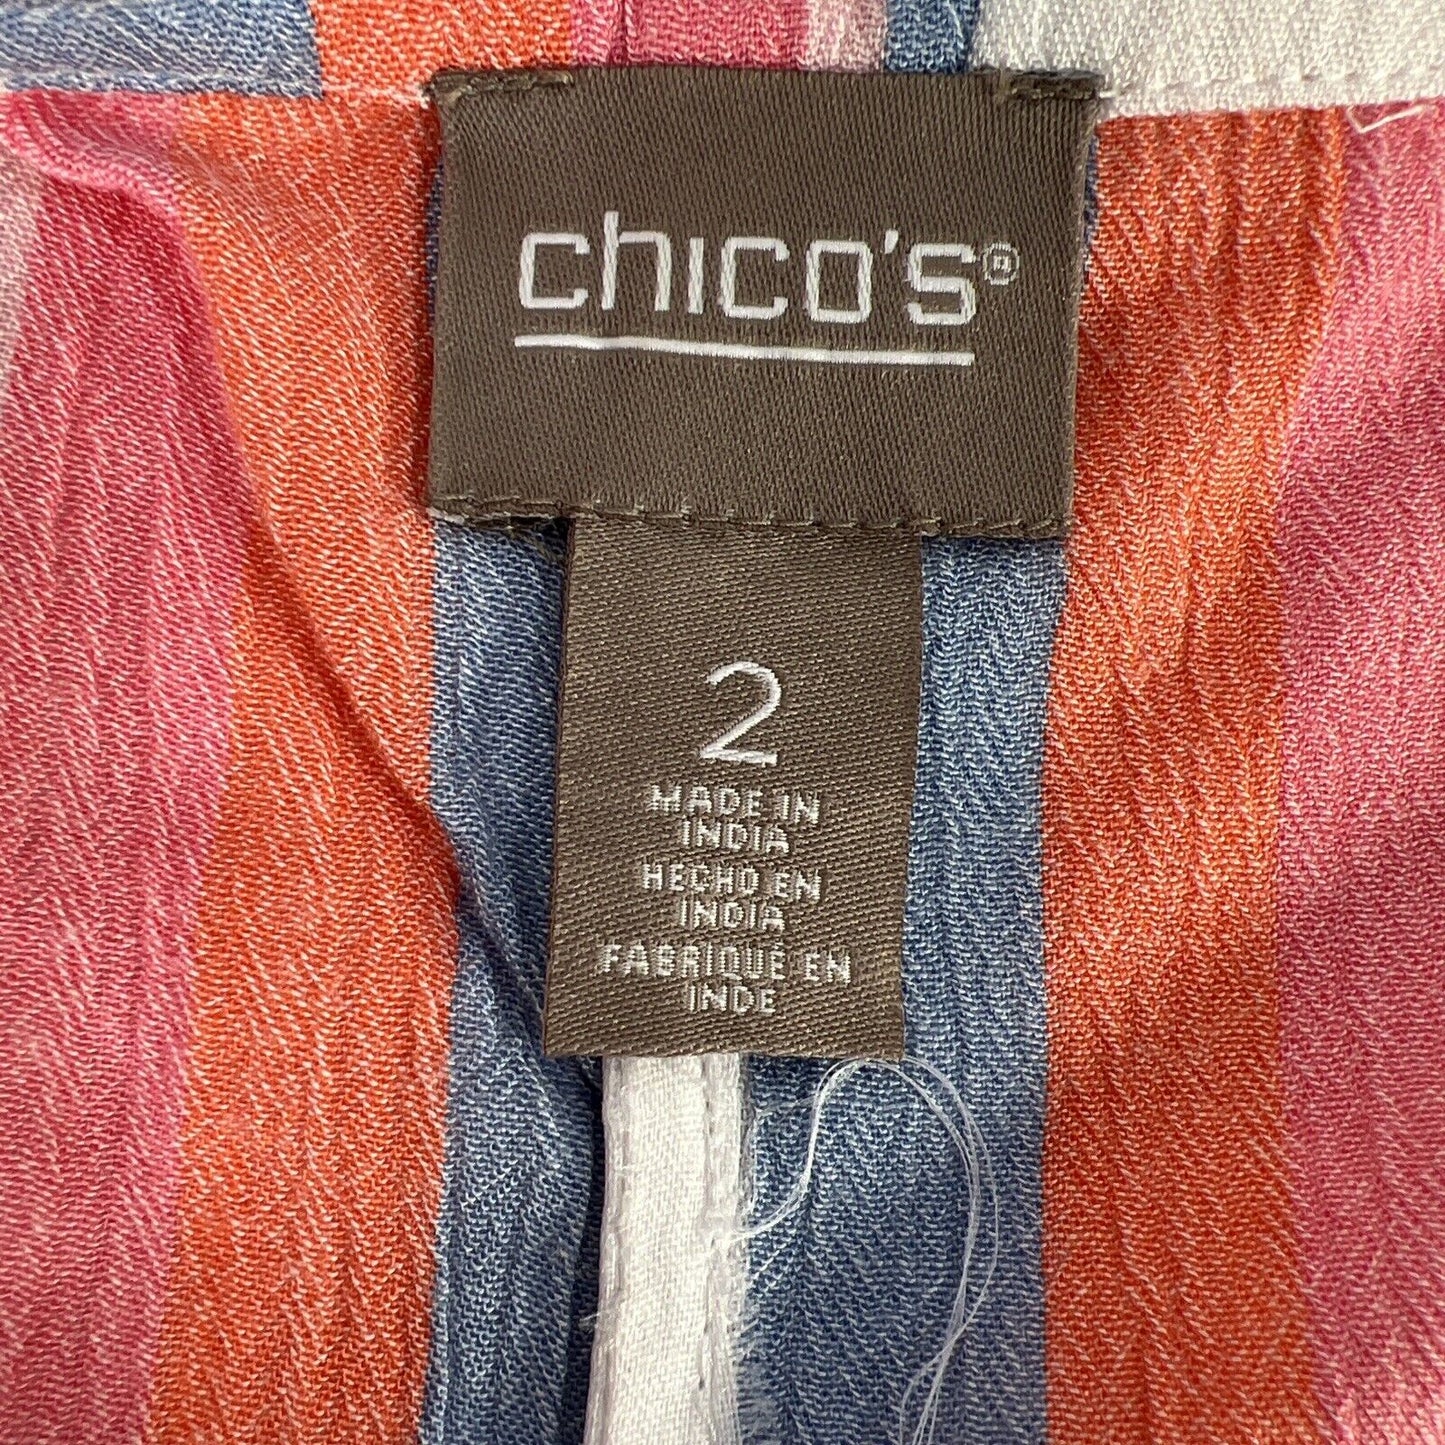 chico's®
2
MADE IN
INDIA
HECHO EN
INDIA
FABRIQUÉ EN
INDE